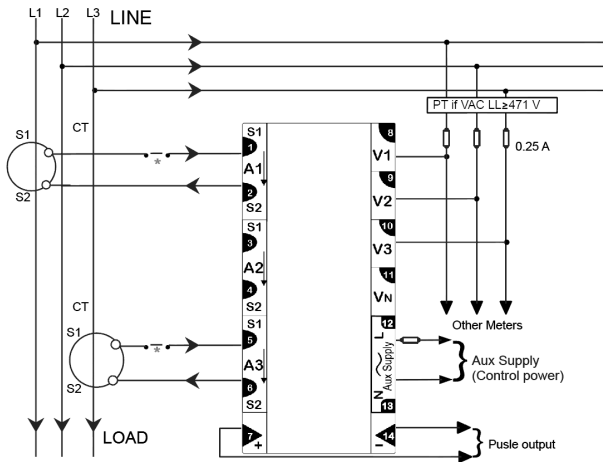 L1 L2 L3 LINE
PT if VAC LL≥471 V
0.25 A
CT
S1
S2
S1
1
A1
2
S2
S1
3
A2
4
S2
CT
S1
S2
S1
5
A3
6
S2
7
+
8
V1
9
V2
10
V3
11
VN
12
L
Aux Supply
N
13
14
−
*
*
Other Meters
Aux Supply
(Control power)
LOAD
Pusle output